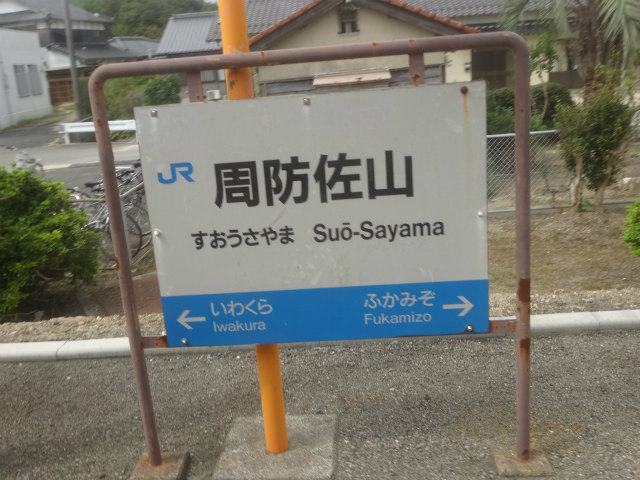 JR 周防佐山
すおうさやま Suō-Sayama
← いわくら ふかみぞ →
Iwakura Fukamizo